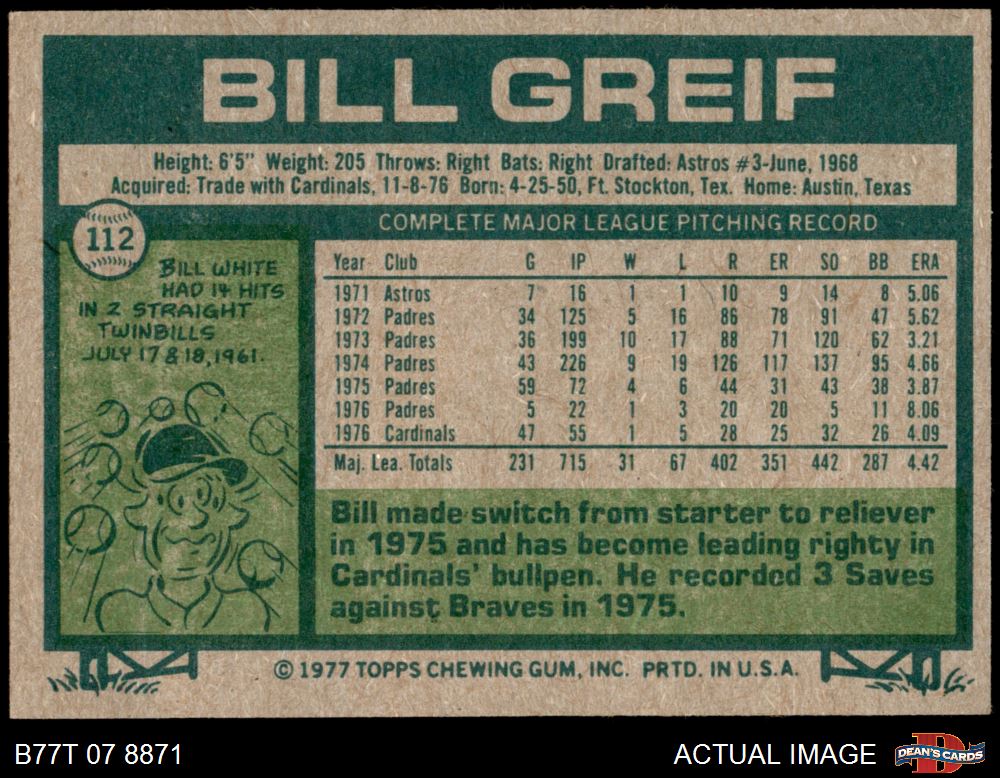 BILL GREIF
Height: 6'5" Weight: 205 Throws: Right Bats: Right Drafted: Astros #3-June, 1968
Acquired: Trade with Cardinals, 11-8-76 Born: 4-25-50, Ft. Stockton, Tex. Home: Austin, Texas
112
BILL WHITE
HAD 14 HITS
IN 2 STRAIGHT
TWINBILLS
JULY 17 & 18, 1961.
COMPLETE MAJOR LEAGUE PITCHING RECORD
Year Club G IP W L R ER SO BB ERA
1971 Astros 7 16 1 1 10 9 14 8 5.06
1972 Padres 34 125 5 16 86 78 91 47 5.62
1973 Padres 36 199 10 17 88 71 120 62 3.21
1974 Padres 43 226 9 19 126 117 137 95 4.66
1975 Padres 59 72 4 6 44 31 43 38 3.87
1976 Padres 5 22 1 3 20 20 5 11 8.06
1976 Cardinals 47 55 1 5 28 25 32 26 4.09
Maj. Lea. Totals 231 715 31 67 402 351 442 287 4.42
Bill made switch from starter to reliever
in 1975 and has become leading righty in
Cardinals' bullpen. He recorded 3 Saves
against Braves in 1975.
© 1977 TOPPS CHEWING GUM, INC. PRTD. IN U.S.A.
B77T 07 8871
ACTUAL IMAGE
DEAN'S CARDS